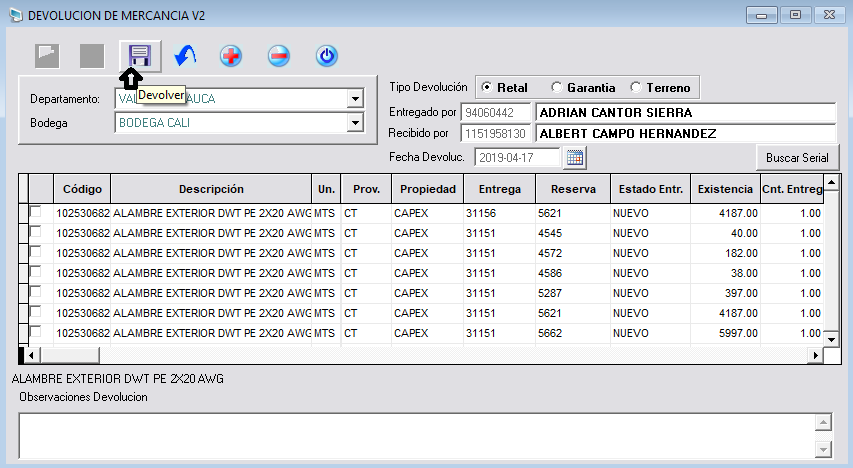 DEVOLUCION DE MERCANCIA V2
Devolver
Departamento:
Bodega
BODEGA CALI
Tipo Devolución Retal Garantia Terreno
Entregado por 94060442 ADRIAN CANTOR SIERRA
Recibido por 1151958130 ALBERT CAMPO HERNANDEZ
Fecha Devoluc. 2019-04-17
Buscar Serial
Código Descripción Un. Prov. Propiedad Entrega Reserva Estado Entr. Existencia Cnt. Entreg
102530682 ALAMBRE EXTERIOR DWT PE 2X20 AWG MTS CT CAPEX 31156 5621 NUEVO 4187.00 1.00
102530682 ALAMBRE EXTERIOR DWT PE 2X20 AWG MTS CT CAPEX 31151 4545 NUEVO 40.00 1.00
102530682 ALAMBRE EXTERIOR DWT PE 2X20 AWG MTS CT CAPEX 31151 4572 NUEVO 182.00 1.00
102530682 ALAMBRE EXTERIOR DWT PE 2X20 AWG MTS CT CAPEX 31151 4586 NUEVO 38.00 1.00
102530682 ALAMBRE EXTERIOR DWT PE 2X20 AWG MTS CT CAPEX 31151 5287 NUEVO 397.00 1.00
102530682 ALAMBRE EXTERIOR DWT PE 2X20 AWG MTS CT CAPEX 31151 5621 NUEVO 4187.00 1.00
102530682 ALAMBRE EXTERIOR DWT PE 2X20 AWG MTS CT CAPEX 31151 5662 NUEVO 5997.00 1.00
ALAMBRE EXTERIOR DWT PE 2X20 AWG
Observaciones Devolucion